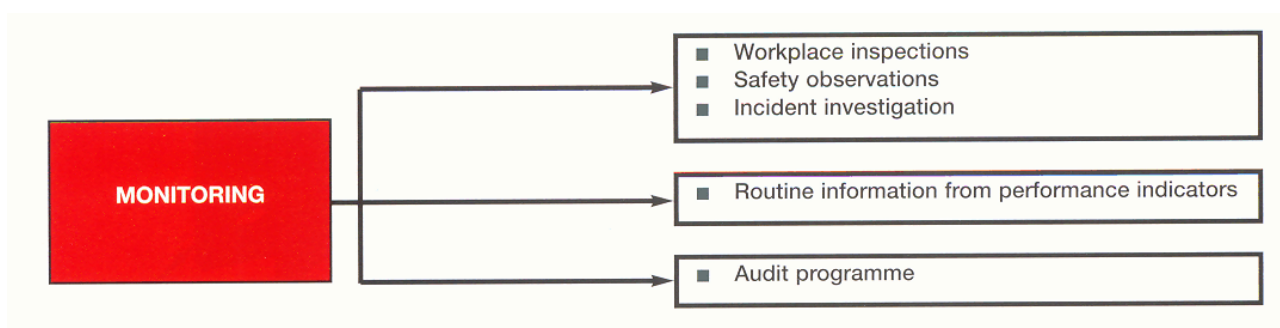 MONITORING
Workplace inspections
Safety observations
Incident investigation
Routine information from performance indicators
Audit programme